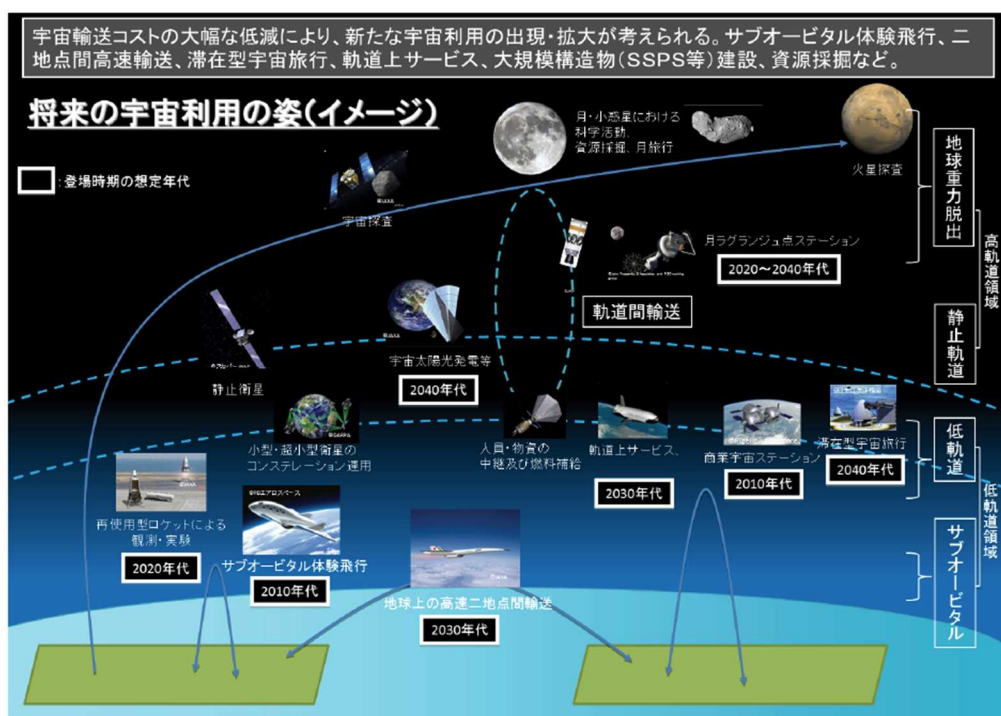 宇宙輸送コストの大幅な低減により、新たな宇宙利用の出現・拡大が考えられる。サブオービタル体験飛行、二
地点間高速輸送、滞在型宇宙旅行、軌道上サービス、大規模構造物(SSPS等)建設、資源採掘など。
将来の宇宙利用の姿(イメージ)
:登場時期の想定年代
月・小惑星における
科学活動、
資源採掘、月旅行
火星探査
地球重力脱出
高軌道領域
宇宙探査
月ラグランジュ点ステーション
2020~2040年代
軌道間輸送
静止軌道
静止衛星
宇宙太陽光発電等
2040年代
小型・超小型衛星の
コンステレーション運用
人員・物資の
中継及び燃料補給
軌道上サービス、
2030年代
商業宇宙ステーション
2010年代
滞在型宇宙旅行
2040年代
低軌道
低軌道領域
再使用型ロケットによる
観測・実験
2020年代
©PDエアロスペース
サブオービタル体験飛行
2010年代
地球上の高速二地点間輸送
2030年代
サブオービタル